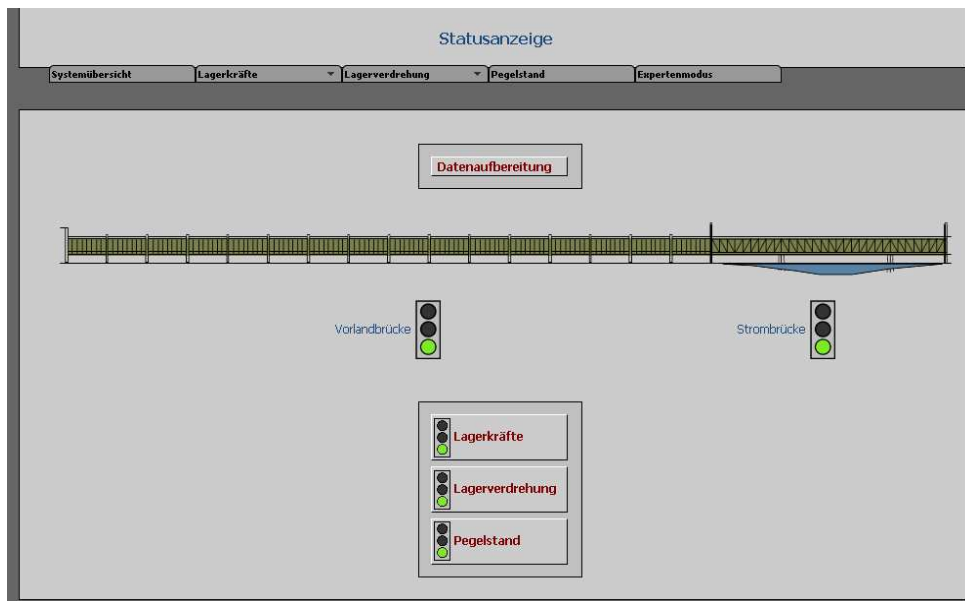 Statusanzeige
Systemübersicht
Lagerkräfte
Lagerverdrehung
Pegelstand
Expertenmodus
Datenaufbereitung
Vorlandbrücke
Strombrücke
Lagerkräfte
Lagerverdrehung
Pegelstand